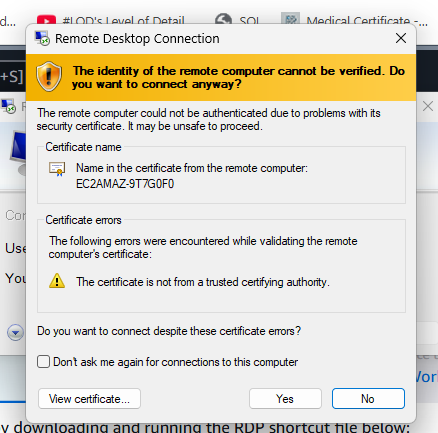 d...
#LOD's Level of Detail
SQL
Medical Certificate -...
+S]
Remote Desktop Connection
The identity of the remote computer cannot be verified. Do
you want to connect anyway?
The remote computer could not be authenticated due to problems with its
security certificate. It may be unsafe to proceed.
Certificate name
Name in the certificate from the remote computer:
EC2AMAZ-9T7G0F0
Certificate errors
The following errors were encountered while validating the remote
computer's certificate:
The certificate is not from a trusted certifying authority.
Do you want to connect despite these certificate errors?
Don't ask me again for connections to this computer
View certificate...
Yes
No
Con
Use
You
y downloading and running the RDP shortcut file below: